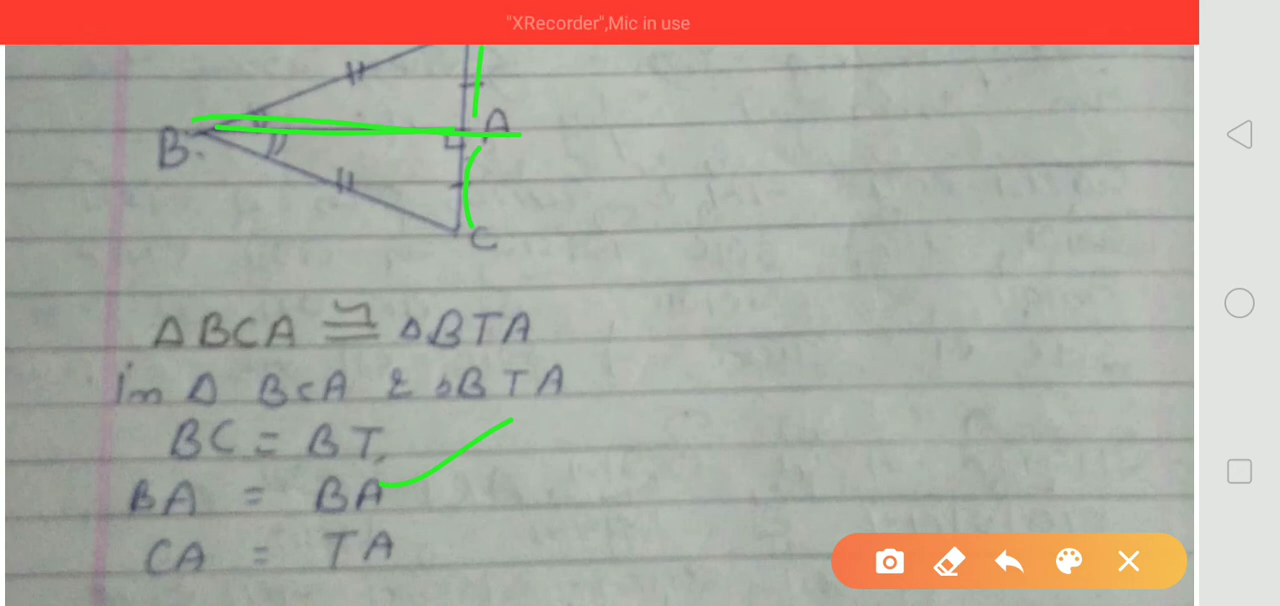 "XRecorder",Mic in use
A
B
C
ΔBCA ≅ ΔBTA
in Δ BCA & ΔBTA
BC = BT
BA = BA
CA = TA